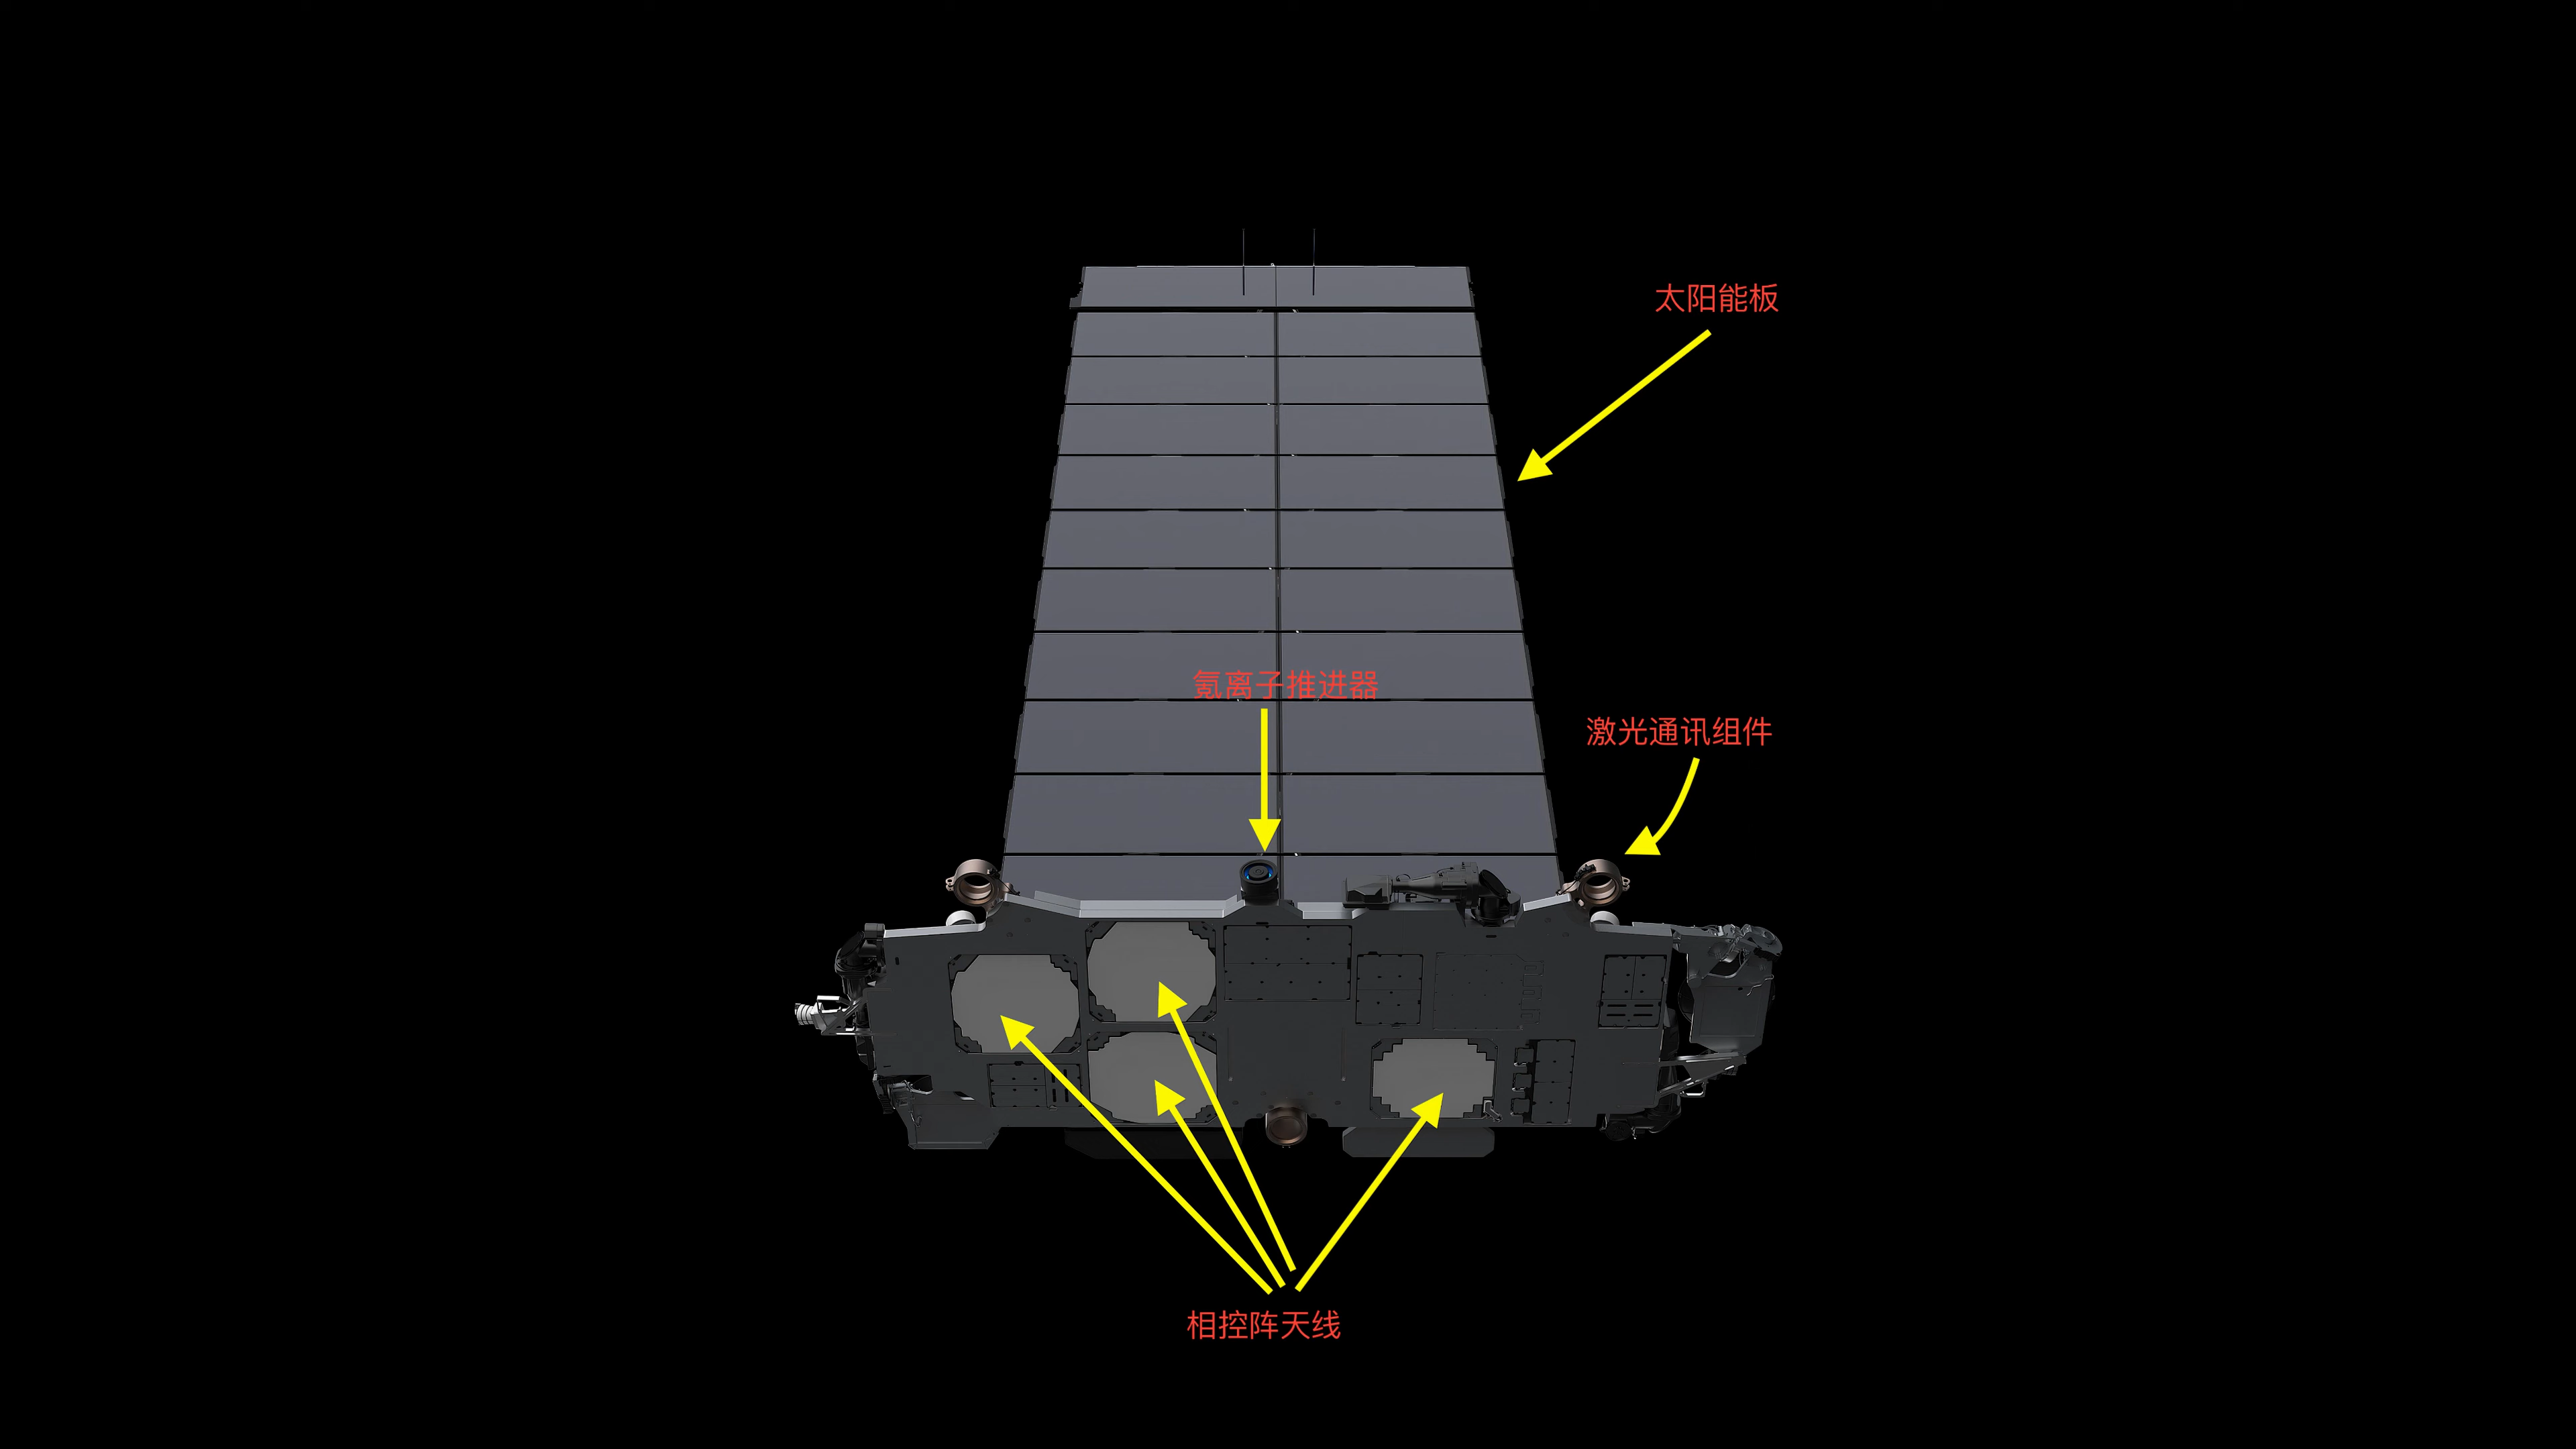 太阳能板
氪离子推进器
激光通讯组件
相控阵天线